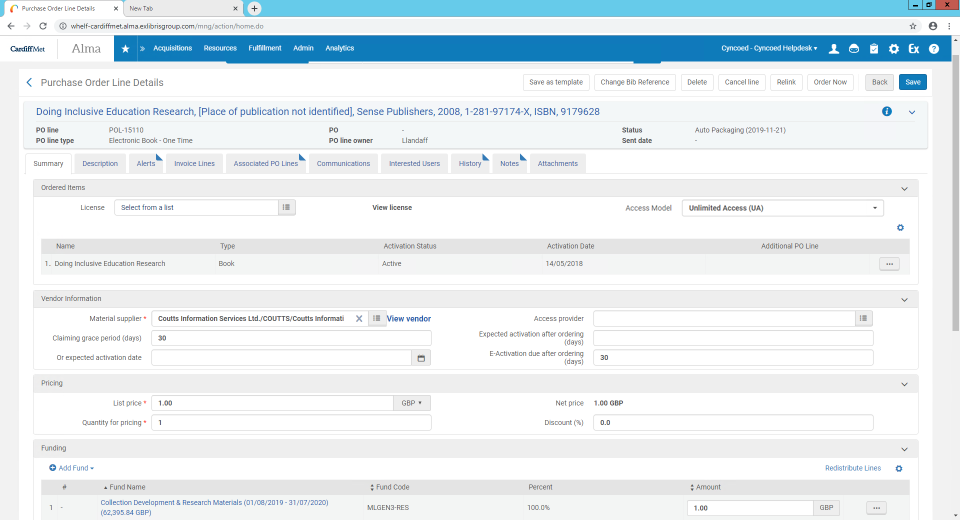 Purchase Order Line Details
New Tab
whelf-cardiffmet.alma.exlibrisgroup.com/mng/action/home.do
CardiffMet Alma Acquisitions Resources Fulfillment Admin Analytics Cyncoed - Cyncoed Helpdesk
Purchase Order Line Details Save as template Change Bib Reference Delete Cancel line Relink Order Now Back Save
Doing Inclusive Education Research, [Place of publication not identified], Sense Publishers, 2008, 1-281-97174-X, ISBN, 9179628
PO line POL-15110 PO - Status Auto Packaging (2019-11-21)
PO line type Electronic Book - One Time PO line owner Llandaff Sent date -
Summary Description Alerts Invoice Lines Associated PO Lines Communications Interested Users History Notes Attachments
Ordered Items
License Select from a list View license Access Model Unlimited Access (UA)
Name Type Activation Status Activation Date Additional PO Line
1. Doing Inclusive Education Research Book Active 14/05/2018
Vendor Information
Material supplier * Coutts Information Services Ltd./COUTTS/Coutts Informati X View vendor Access provider
Claiming grace period (days) 30 Expected activation after ordering (days)
Or expected activation date E-Activation due after ordering (days) 30
Pricing
List price * 1.00 GBP Net price 1.00 GBP
Quantity for pricing * 1 Discount (%) 0.0
Funding
Add Fund Redistribute Lines
# Fund Name Fund Code Percent Amount
1 - Collection Development & Research Materials (01/08/2019 - 31/07/2020) (62,395.84 GBP) MLGEN3-RES 100.0% 1.00 GBP